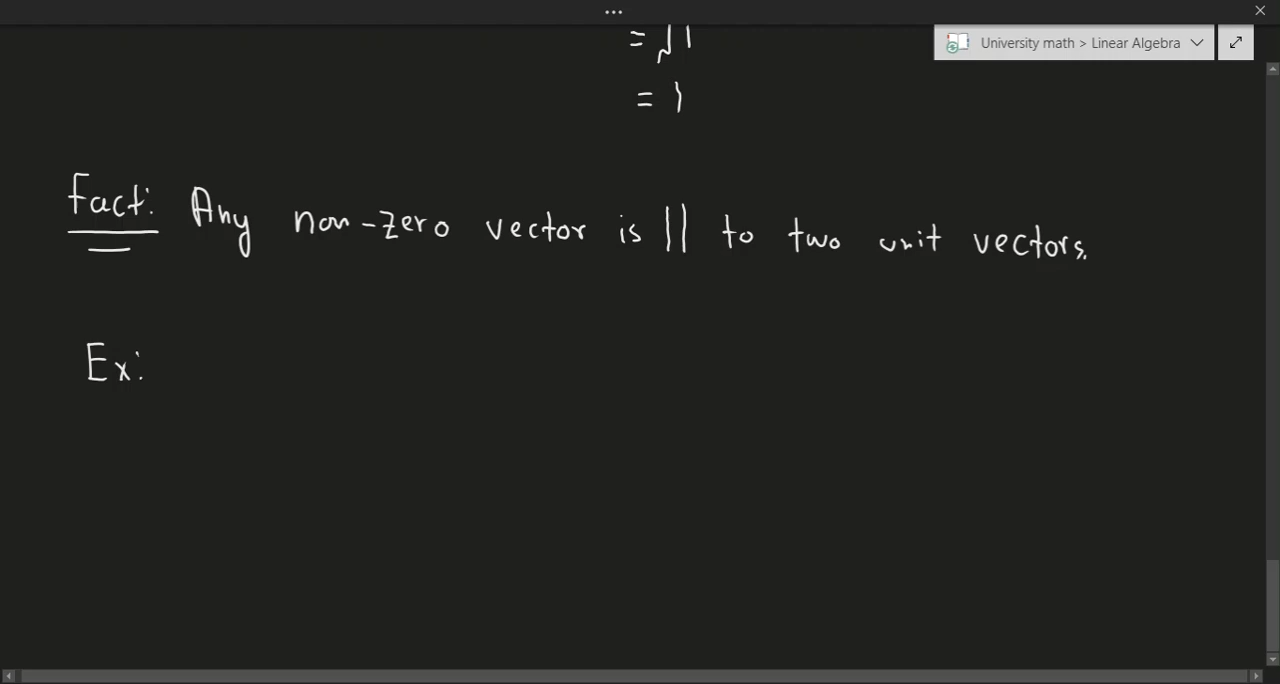 = √1
University math > Linear Algebra
= 1
Fact: Any non-zero vector is || to two unit vectors.
Ex: